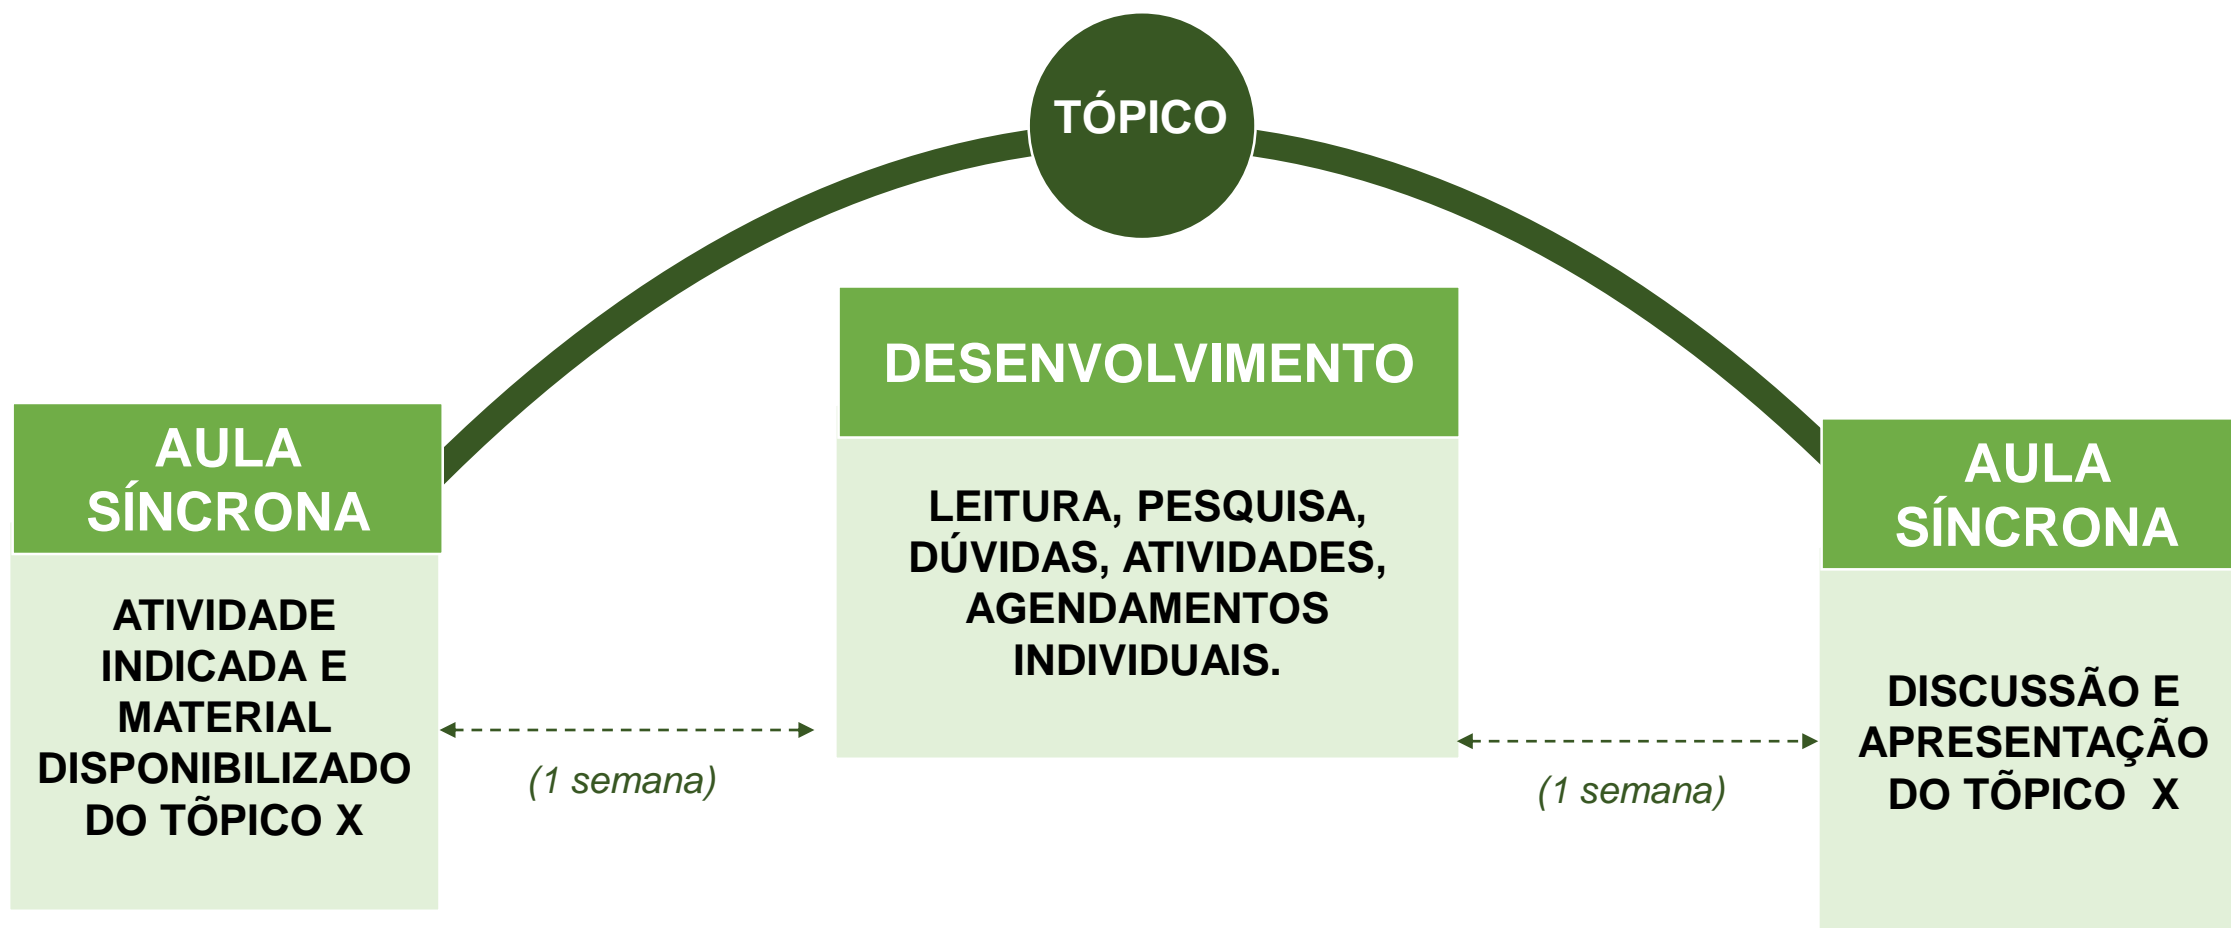 TÓPICO
AULA
SÍNCRONA
ATIVIDADE
INDICADA E
MATERIAL
DISPONIBILIZADO
DO TÕPICO X
(1 semana)
DESENVOLVIMENTO
LEITURA, PESQUISA,
DÚVIDAS, ATIVIDADES,
AGENDAMENTOS
INDIVIDUAIS.
(1 semana)
AULA
SÍNCRONA
DISCUSSÃO E
APRESENTAÇÃO
DO TÕPICO  X